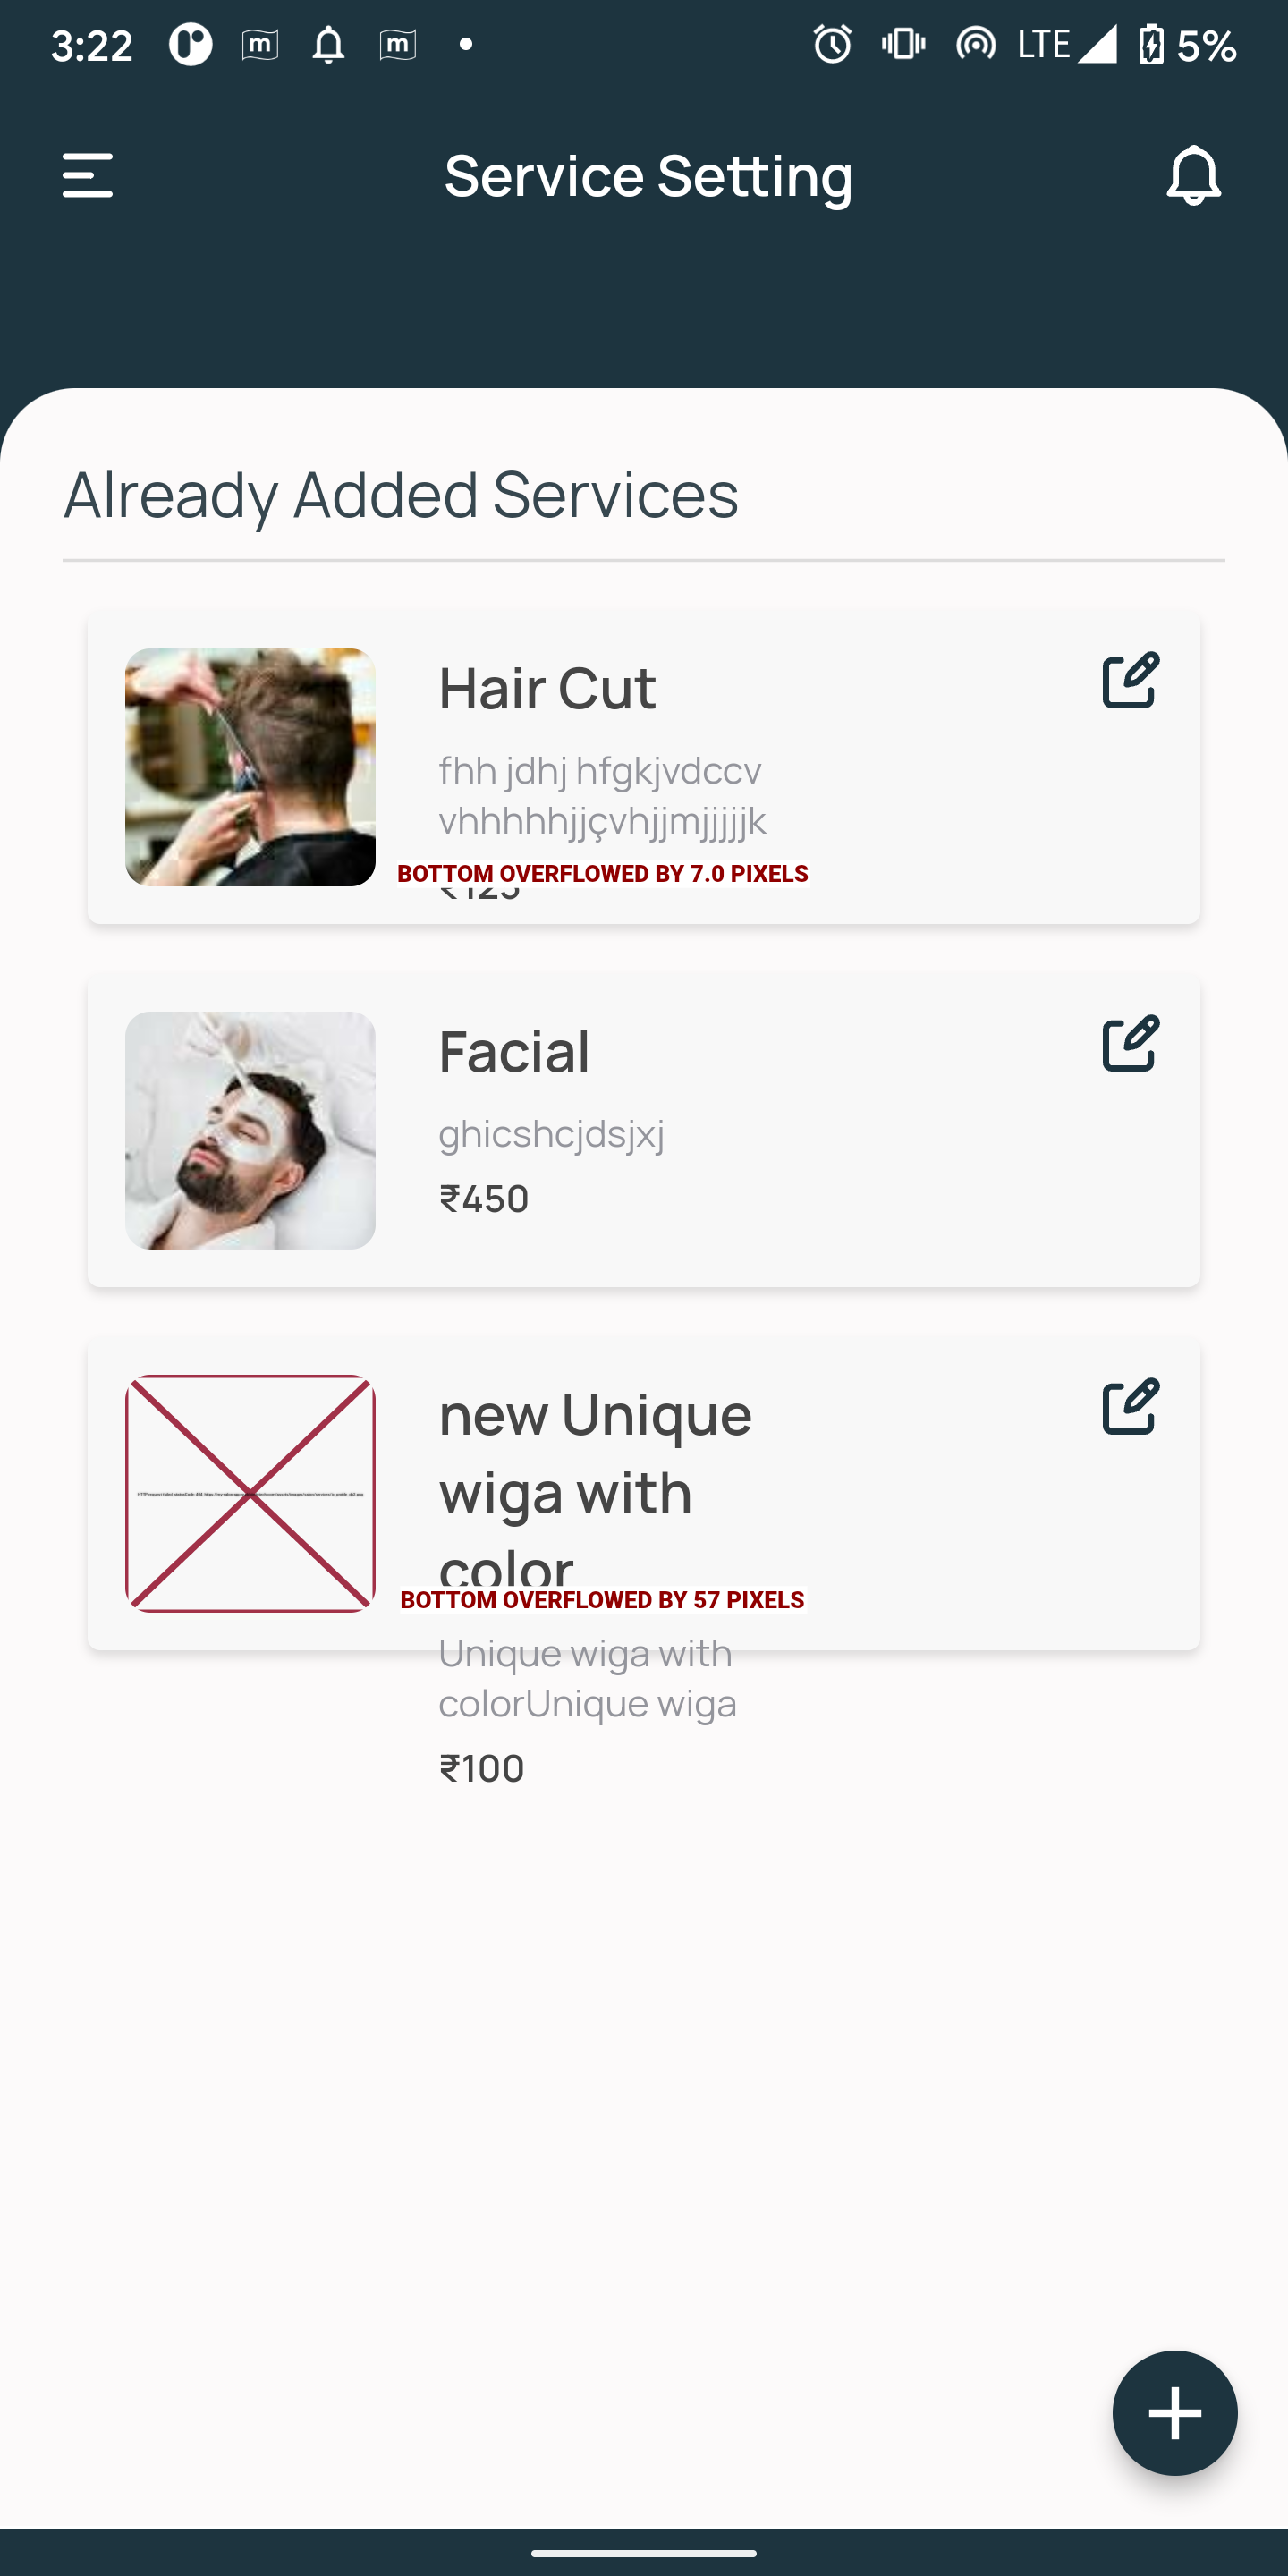 3:22
LTE 5%
Service Setting
Already Added Services
Hair Cut
fhh jdhj hfgkjvdccv
vhhhhhjjçvhjjmjjjjjk
BOTTOM OVERFLOWED BY 7.0 PIXELS
₹125
Facial
ghicshcjdsjxj
₹450
new Unique
wiga with
color
BOTTOM OVERFLOWED BY 57 PIXELS
Unique wiga with
colorUnique wiga
₹100